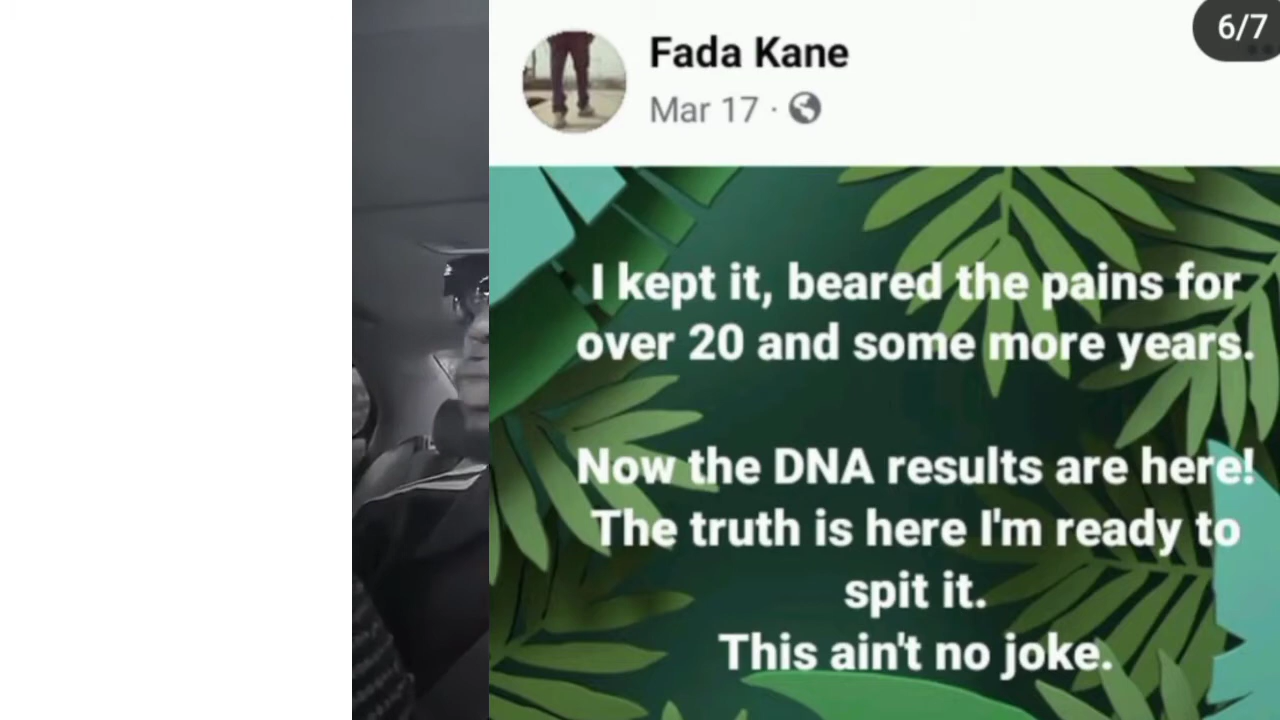 6/7
Fada Kane
Mar 17 ·
I kept it, beared the pains for
over 20 and some more years.
Now the DNA results are here!
The truth is here I'm ready to
spit it.
This ain't no joke.